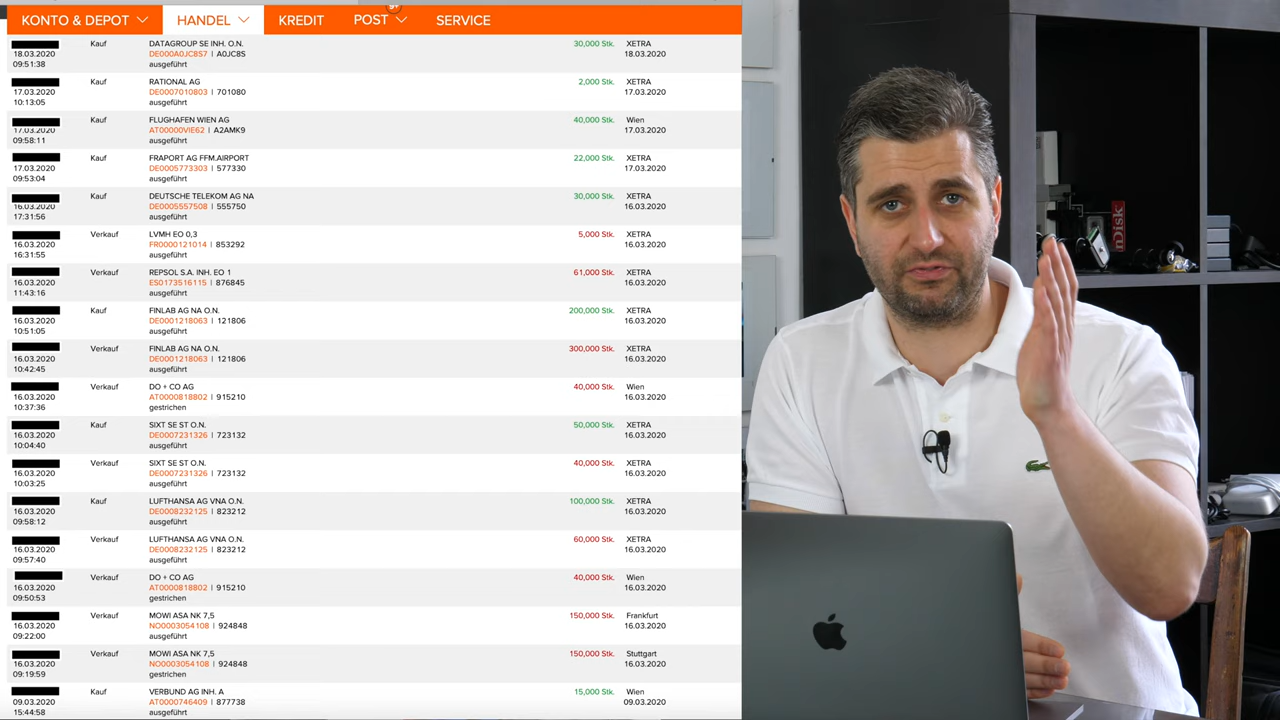 KONTO & DEPOT HANDEL KREDIT POST 9+ SERVICE
Kauf DATAGROUP SE INH. O.N. 30,000 Stk. XETRA
18.03.2020 DE000A0JC8S7 | A0JC8S 18.03.2020
09:51:38 ausgeführt
Kauf RATIONAL AG 2,000 Stk. XETRA
17.03.2020 DE0007010803 | 701080 17.03.2020
10:13:05 ausgeführt
Kauf FLUGHAFEN WIEN AG 40,000 Stk. Wien
17.03.2020 AT00000VIE62 | A2AMK9 17.03.2020
09:58:11 ausgeführt
Kauf FRAPORT AG FFM.AIRPORT 22,000 Stk. XETRA
17.03.2020 DE0005773303 | 577330 17.03.2020
09:53:04 ausgeführt
Kauf DEUTSCHE TELEKOM AG NA 30,000 Stk. XETRA
16.03.2020 DE0005557508 | 555750 16.03.2020
17:31:56 ausgeführt
Verkauf LVMH EO 0,3 5,000 Stk. XETRA
16.03.2020 FR0000121014 | 853292 16.03.2020
16:31:55 ausgeführt
Verkauf REPSOL S.A. INH. EO 1 61,000 Stk. XETRA
16.03.2020 ES0173516115 | 876845 16.03.2020
11:43:16 ausgeführt
Kauf FINLAB AG NA O.N. 200,000 Stk. XETRA
16.03.2020 DE0001218063 | 121806 16.03.2020
10:51:05 ausgeführt
Verkauf FINLAB AG NA O.N. 300,000 Stk. XETRA
16.03.2020 DE0001218063 | 121806 16.03.2020
10:42:45 ausgeführt
Verkauf DO + CO AG 40,000 Stk. Wien
16.03.2020 AT0000818802 | 915210 16.03.2020
10:37:36 gestrichen
Kauf SIXT SE ST O.N. 50,000 Stk. XETRA
16.03.2020 DE0007231326 | 723132 16.03.2020
10:04:40 ausgeführt
Verkauf SIXT SE ST O.N. 40,000 Stk. XETRA
16.03.2020 DE0007231326 | 723132 16.03.2020
10:03:25 ausgeführt
Kauf LUFTHANSA AG VNA O.N. 100,000 Stk. XETRA
16.03.2020 DE0008232125 | 823212 16.03.2020
09:58:12 ausgeführt
Verkauf LUFTHANSA AG VNA O.N. 60,000 Stk. XETRA
16.03.2020 DE0008232125 | 823212 16.03.2020
09:57:40 ausgeführt
Verkauf DO + CO AG 40,000 Stk. Wien
16.03.2020 AT0000818802 | 915210 16.03.2020
09:50:53 gestrichen
Verkauf MOWI ASA NK 7,5 150,000 Stk. Frankfurt
16.03.2020 NO0003054108 | 924848 16.03.2020
09:22:00 ausgeführt
Verkauf MOWI ASA NK 7,5 150,000 Stk. Stuttgart
16.03.2020 NO0003054108 | 924848 16.03.2020
09:19:59 gestrichen
Kauf VERBUND AG INH. A 15,000 Stk. Wien
09.03.2020 AT0000746409 | 877738 09.03.2020
15:44:58 ausgeführt